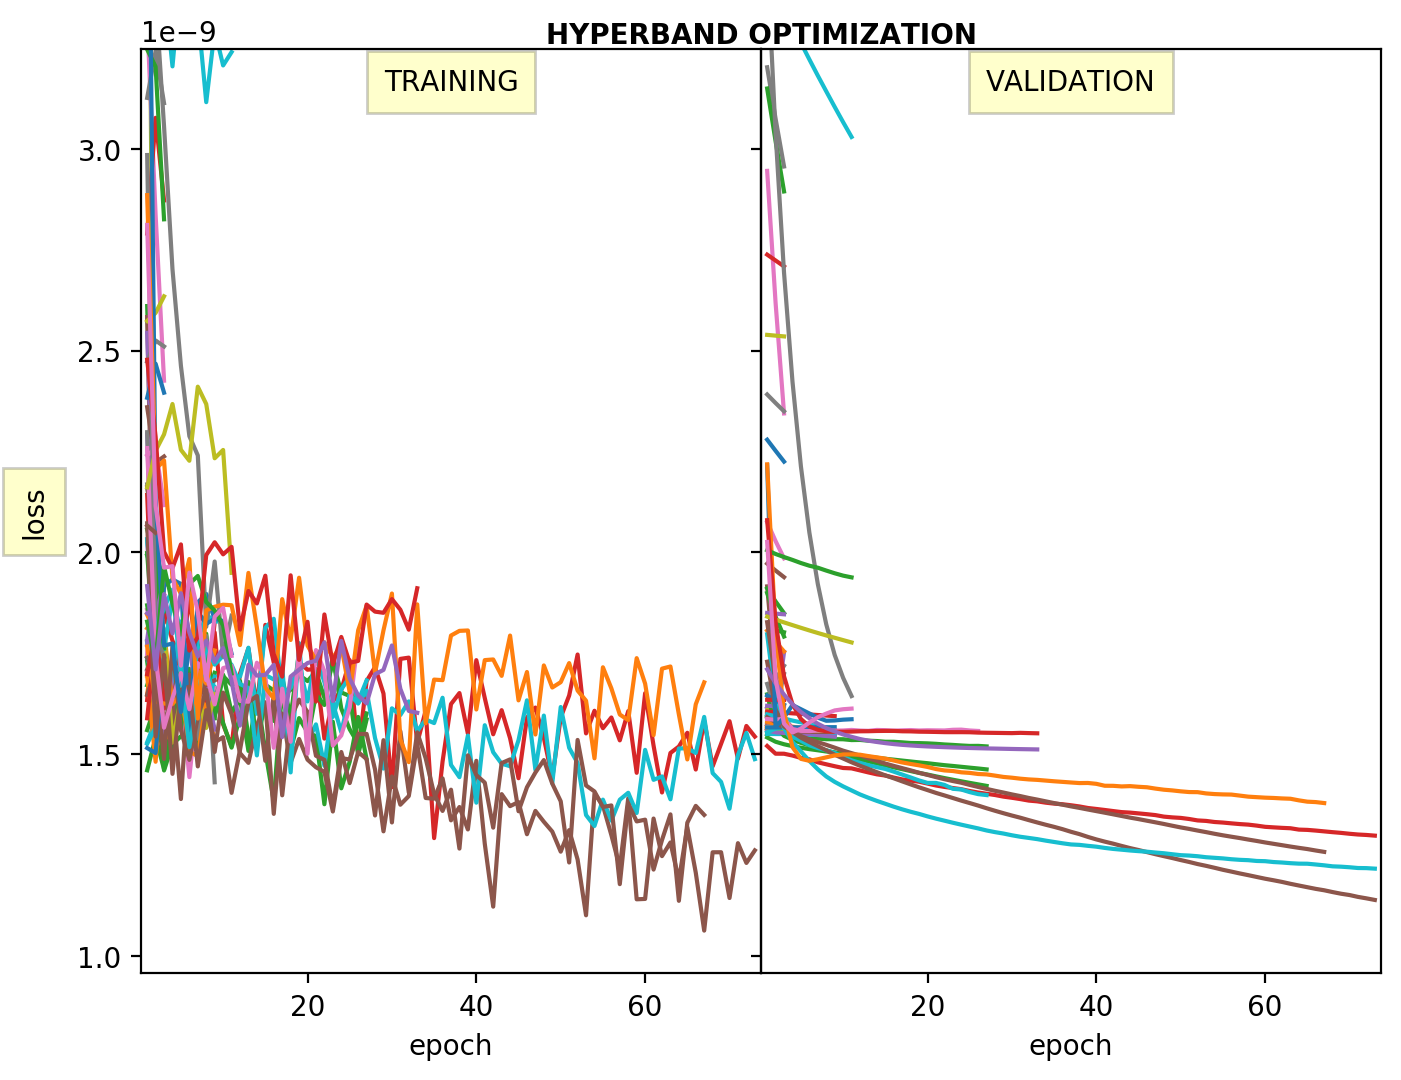 HYPERBAND OPTIMIZATION
1e−9
TRAINING
VALIDATION
3.0
2.5
2.0
1.5
1.0
loss
20
40
60
20
40
60
epoch
epoch